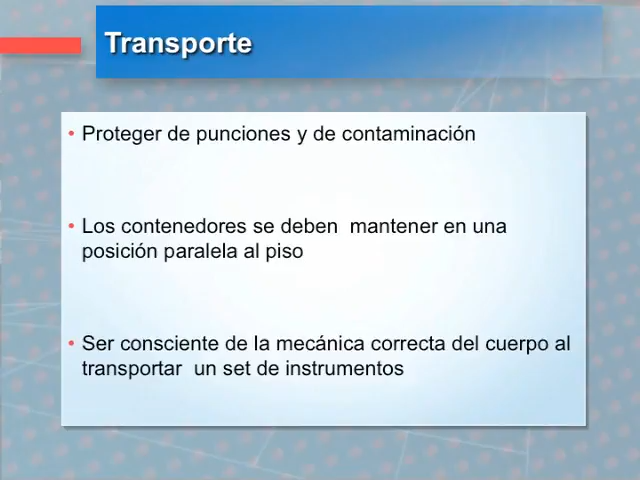 Transporte
• Proteger de punciones y de contaminación
• Los contenedores se deben  mantener en una
posición paralela al piso
• Ser consciente de la mecánica correcta del cuerpo al
transportar  un set de instrumentos